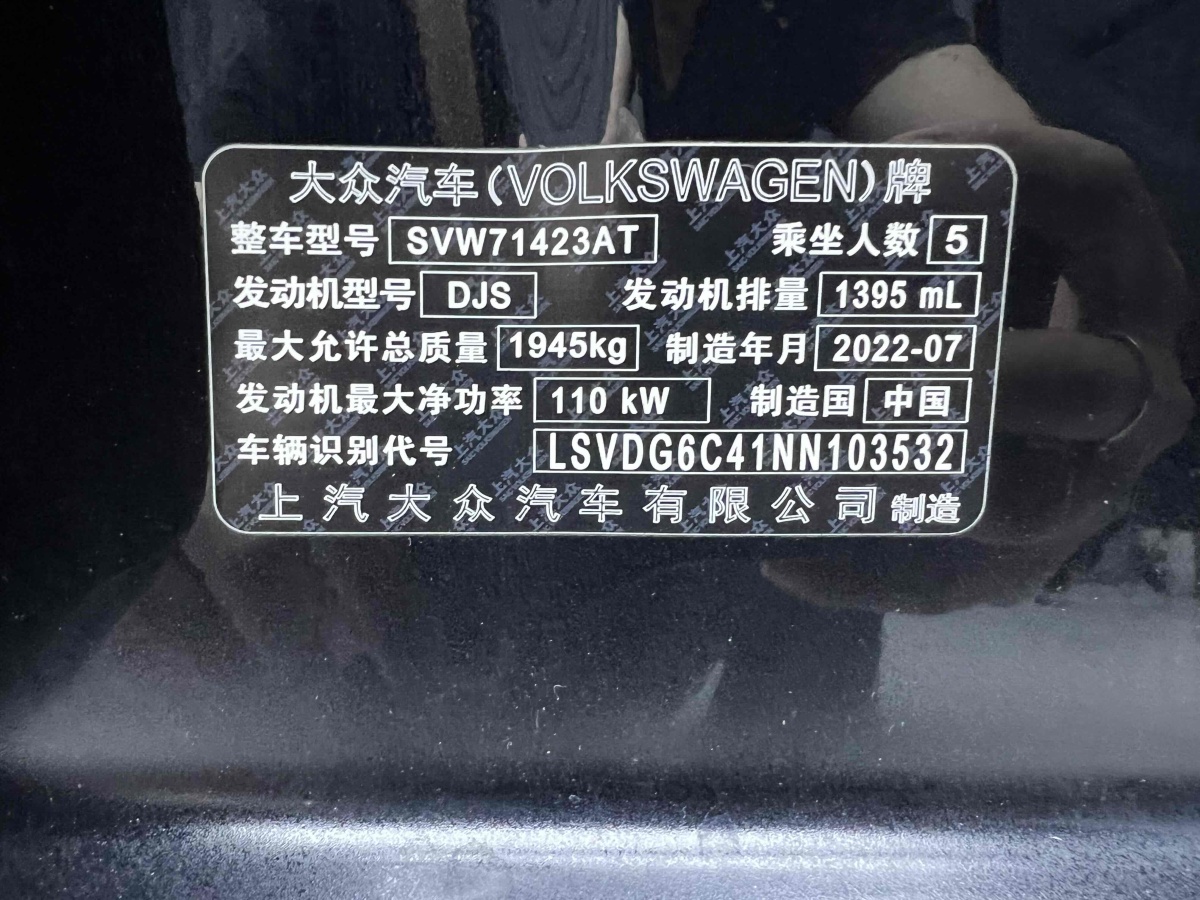 大众汽车(VOLKSWAGEN)牌
整车型号 SVW71423AT 乘坐人数 5
发动机型号 DJS 发动机排量 1395 mL
最大允许总质量 1945kg 制造年月 2022-07
发动机最大净功率 110 kW 制造国 中国
车辆识别代号 LSVDG6C41NN103532
上汽大众汽车有限公司 制造